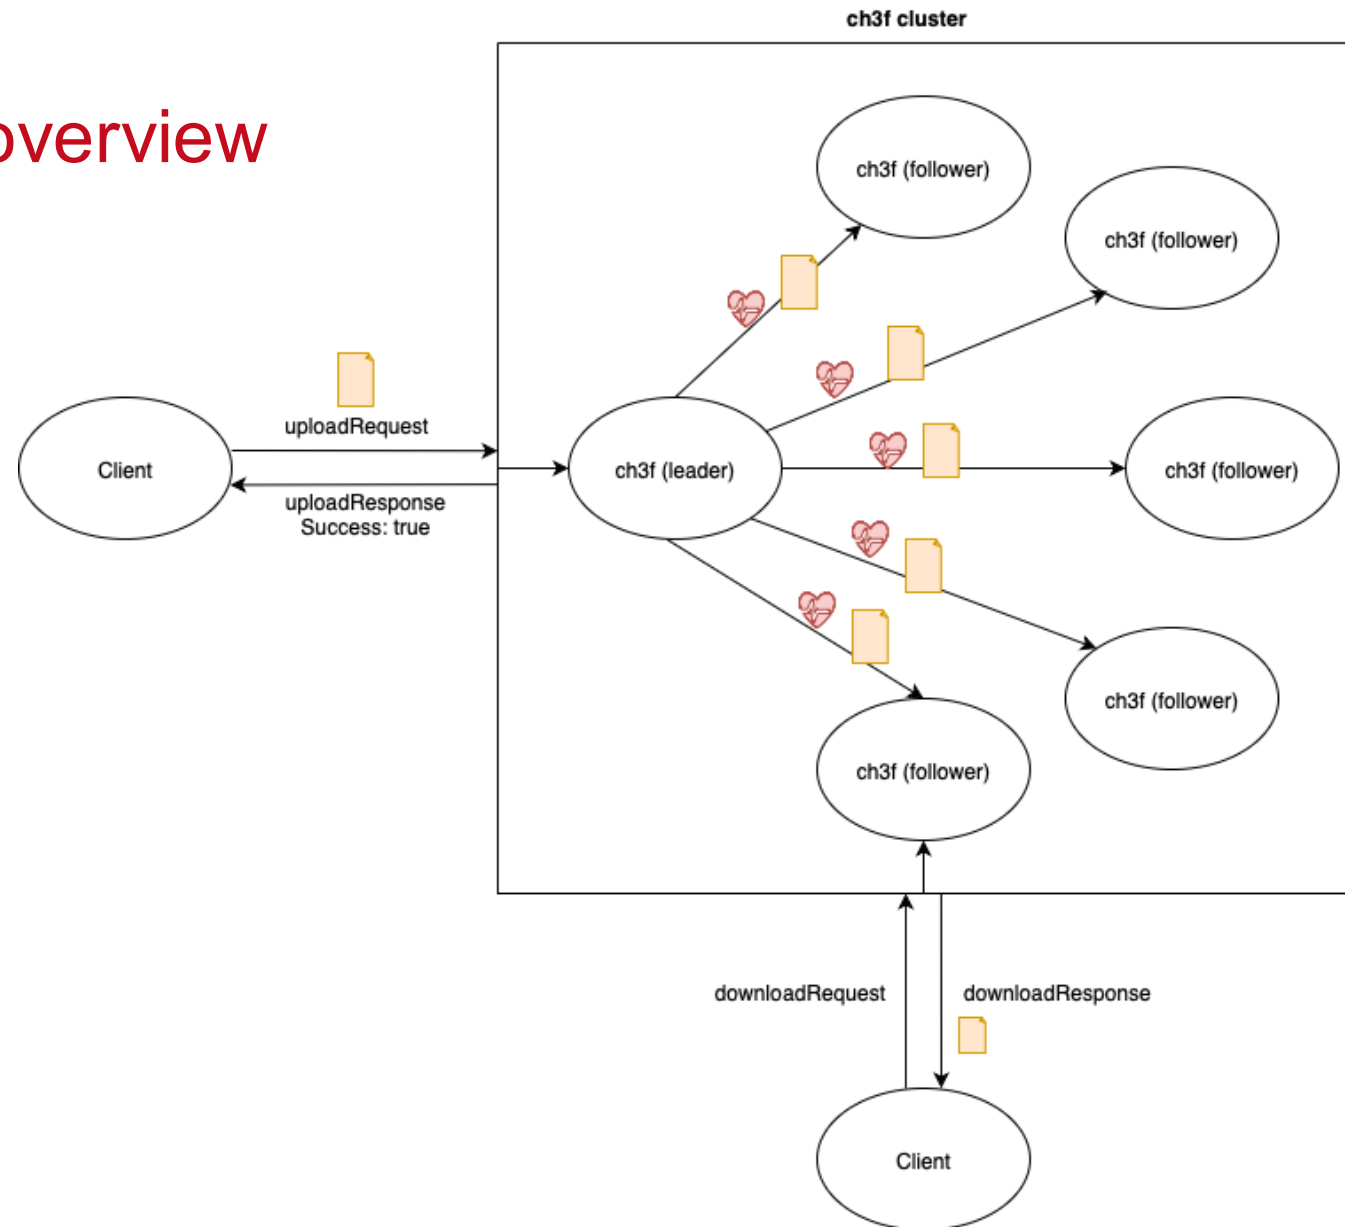 ch3f cluster
overview
ch3f (follower)
ch3f (follower)
uploadRequest
Client
ch3f (leader)
ch3f (follower)
uploadResponse
Success: true
ch3f (follower)
ch3f (follower)
downloadRequest
downloadResponse
Client